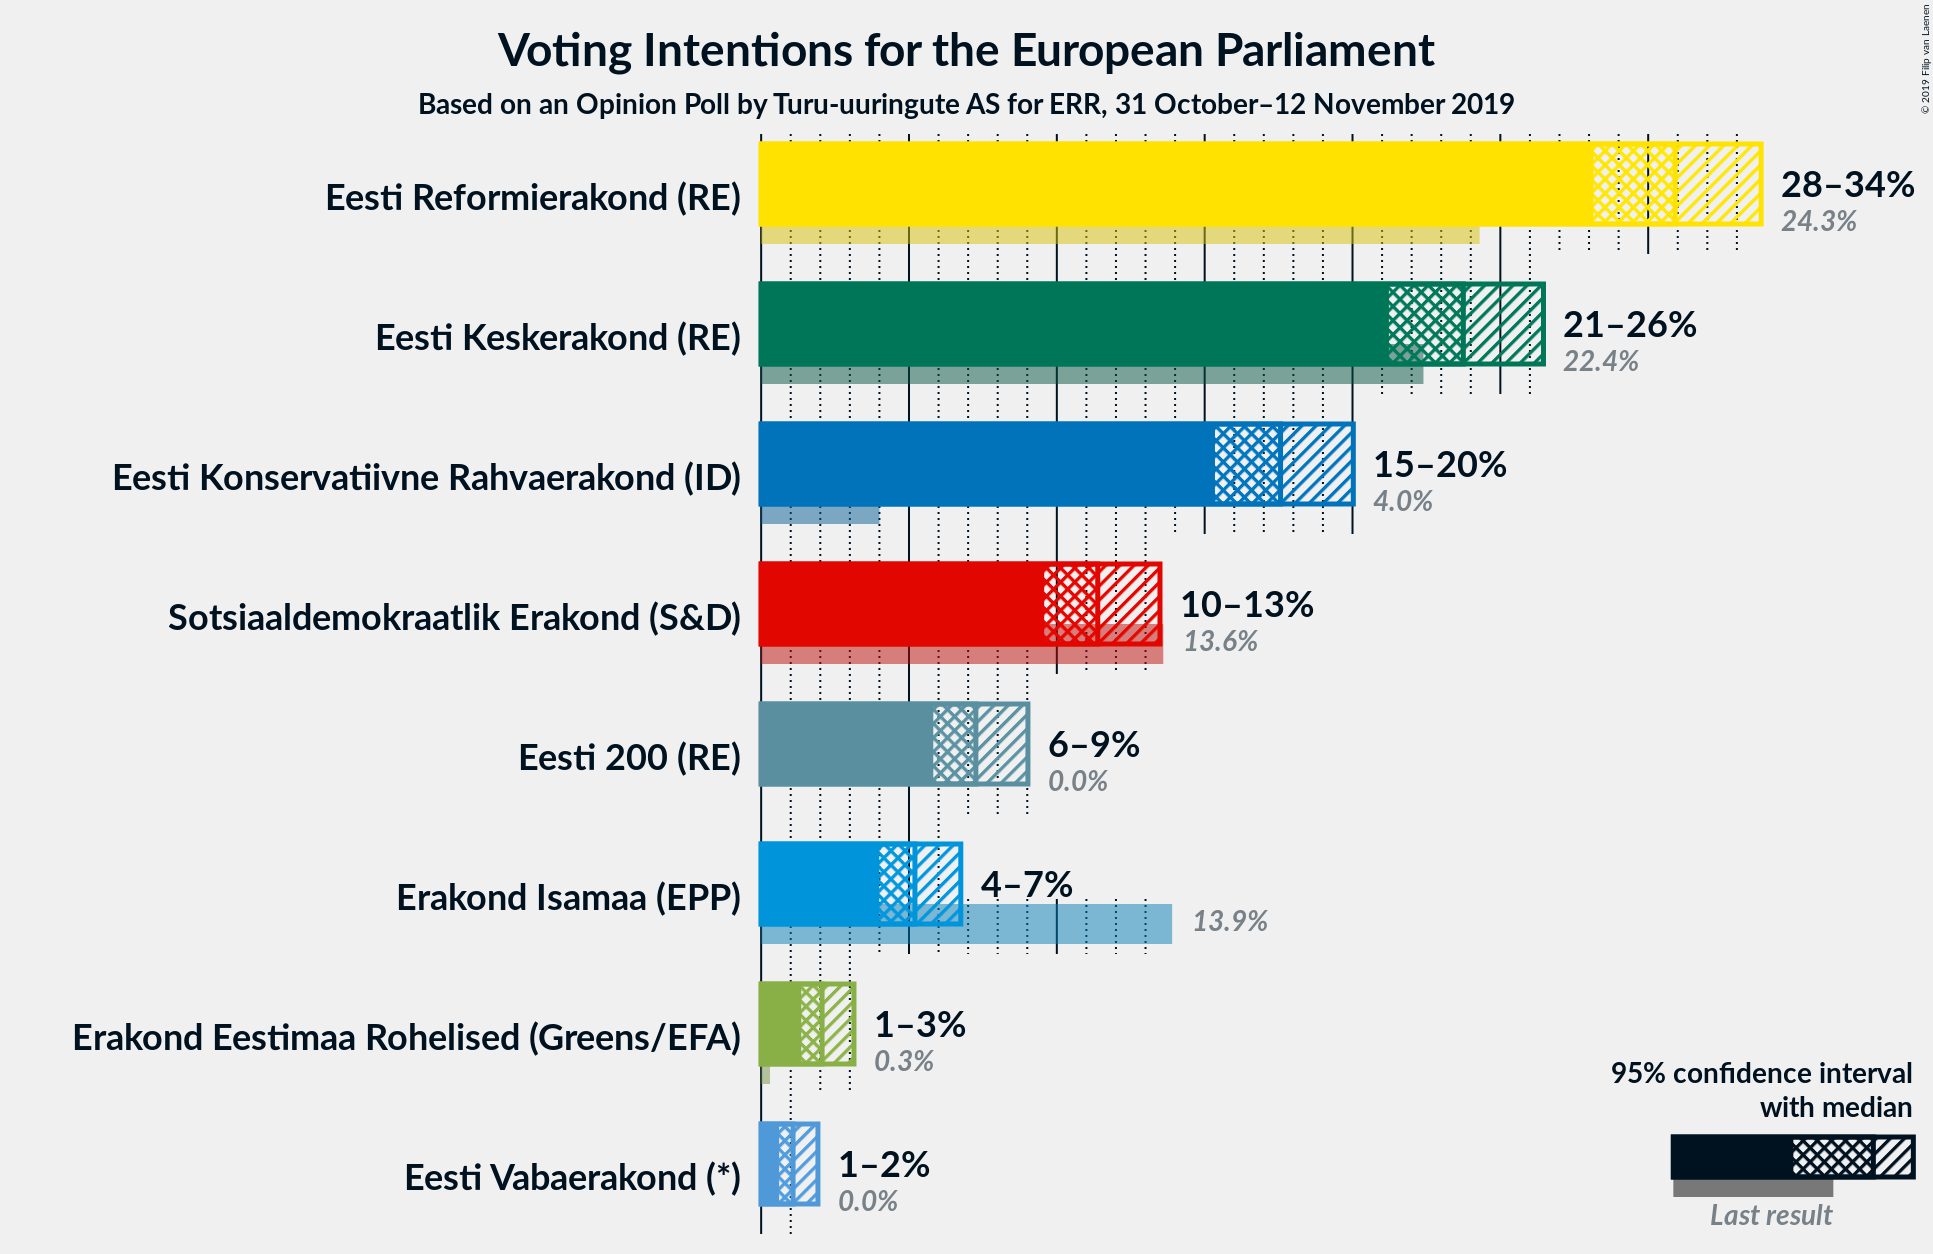 Voting Intentions for the European Parliament
Based on an Opinion Poll by Turu-uuringute AS for ERR, 31 October–12 November 2019
© 2019 Filip van Laenen
Eesti Reformierakond (RE)
28–34%
24.3%
Eesti Keskerakond (RE)
21–26%
22.4%
Eesti Konservatiivne Rahvaerakond (ID)
15–20%
4.0%
Sotsiaaldemokraatlik Erakond (S&D)
10–13%
13.6%
Eesti 200 (RE)
6–9%
0.0%
Erakond Isamaa (EPP)
4–7%
13.9%
Erakond Eestimaa Rohelised (Greens/EFA)
1–3%
0.3%
Eesti Vabaerakond (*)
1–2%
0.0%
95% confidence interval
with median
Last result